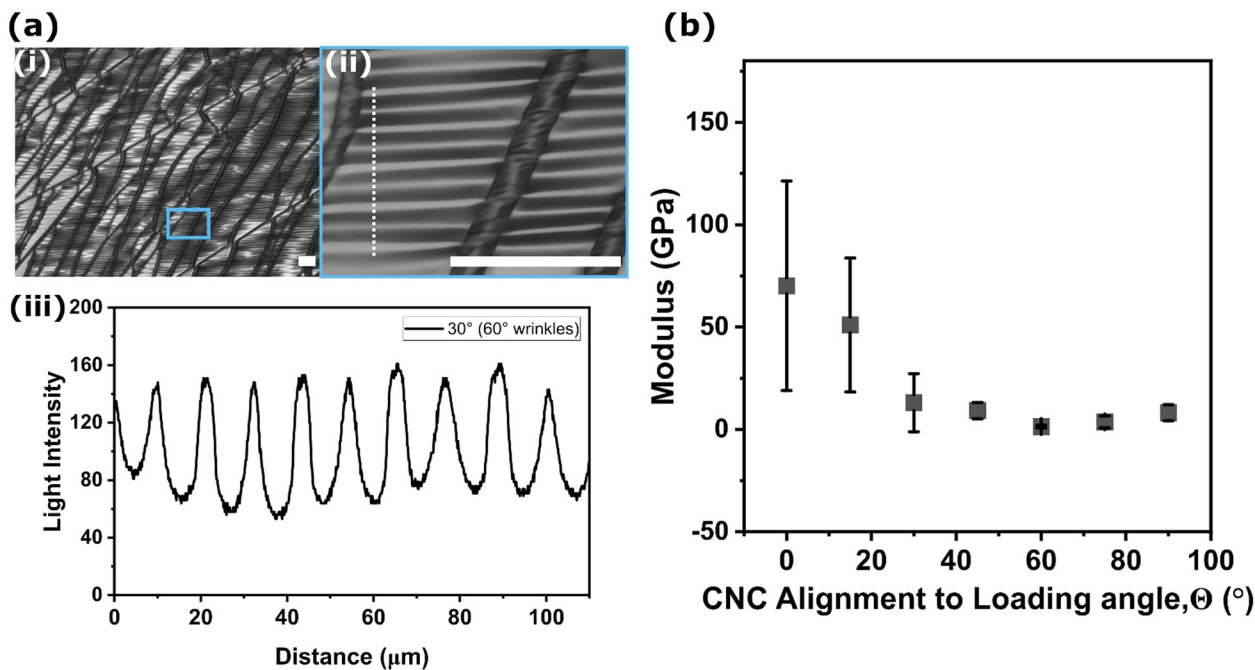 (a)
(i)
(ii)
(iii)
200
160
120
80
40
0
Light Intensity
30° (60° wrinkles)
0 20 40 60 80 100
Distance (μm)
(b)
150
100
50
0
-50
Modulus (GPa)
0 20 40 60 80 100
CNC Alignment to Loading angle,Θ (°)